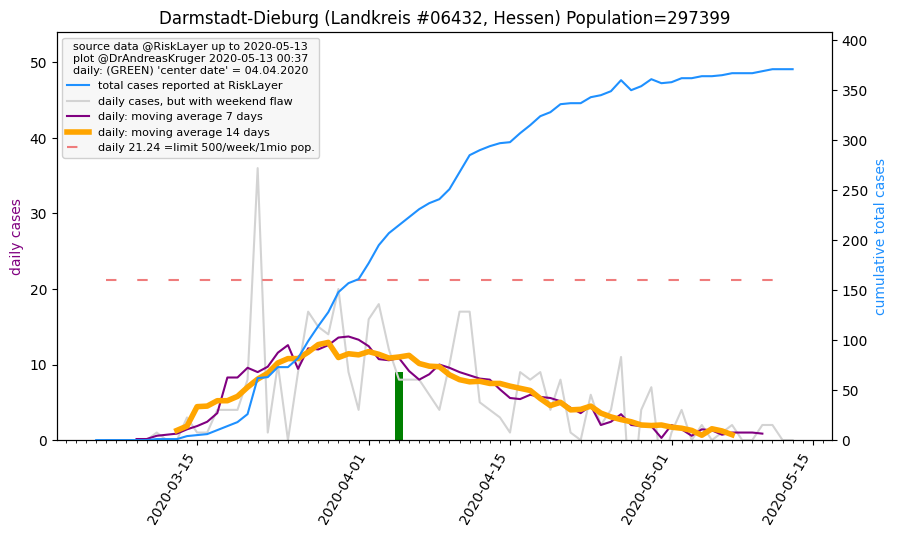 Darmstadt-Dieburg (Landkreis #06432, Hessen) Population=297399
source data @RiskLayer up to 2020-05-13
plot @DrAndreasKruger 2020-05-13 00:37
daily: (GREEN) 'center date' = 04.04.2020
total cases reported at RiskLayer
daily cases, but with weekend flaw
daily: moving average 7 days
daily: moving average 14 days
daily 21.24 =limit 500/week/1mio pop.
daily cases
50
40
30
20
10
0
cumulative total cases
400
350
300
250
200
150
100
50
0
2020-03-15
2020-04-01
2020-04-15
2020-05-01
2020-05-15